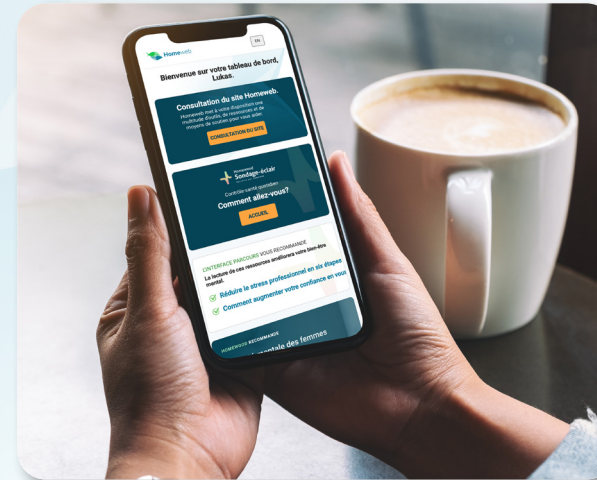 Homeweb
EN
Bienvenue sur votre tableau de bord,
Lukas.
Consultation du site Homeweb.
Homeweb met à votre disposition une
multitude d'outils, de ressources et de
moyens de soutien pour vous aider.
CONSULTATION DU SITE
Sondage-éclair
Contrôle-santé quotidien
Comment allez-vous?
ACCUEIL
L'INTERFACE PARCOURS VOUS RECOMMANDE
La lecture de ces ressources améliorera votre bien-être
mental.
Réduire le stress professionnel en six étapes
Comment augmenter votre confiance en vous
HOMEWOOD RECOMMANDE
mentale des femmes